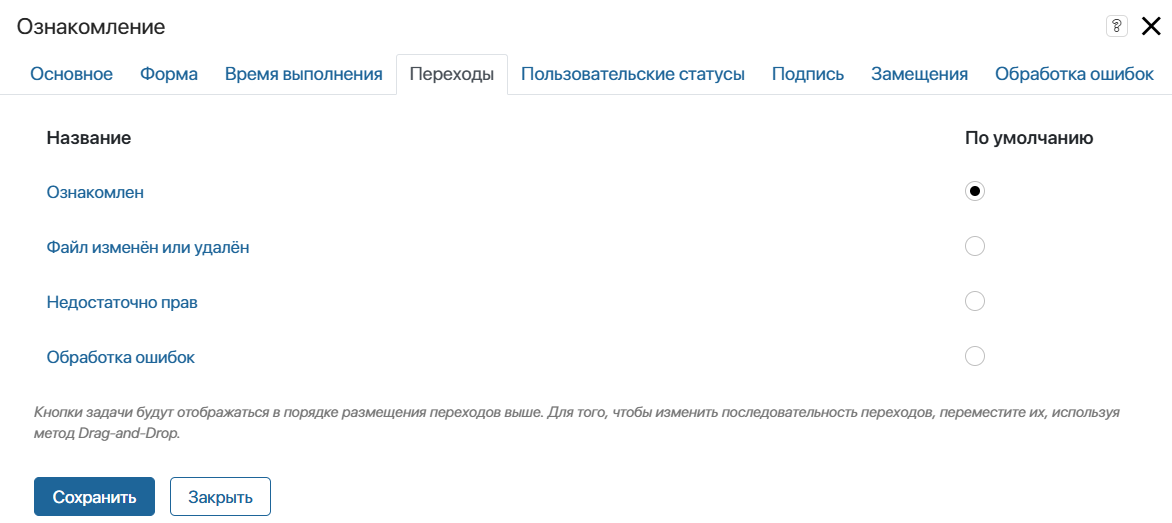 Ознакомление
?
Основное Форма Время выполнения Переходы Пользовательские статусы Подпись Замещения Обработка ошибок
Название По умолчанию
Ознакомлен
Файл изменён или удалён
Недостаточно прав
Обработка ошибок
Кнопки задачи будут отображаться в порядке размещения переходов выше. Для того, чтобы изменить последовательность переходов, переместите их, используя
метод Drag-and-Drop.
Сохранить Закрыть